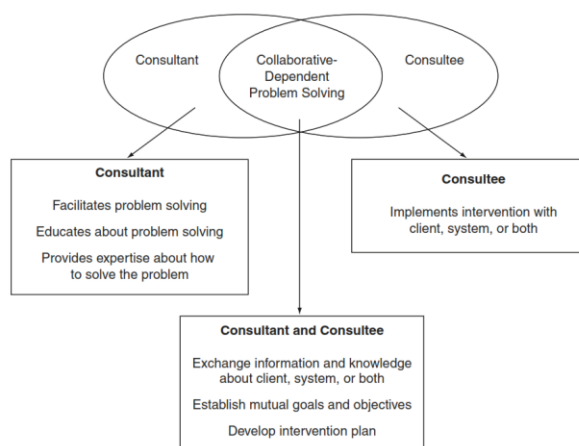 Consultant
Collaborative-
Dependent
Problem Solving
Consultee
Consultant
Facilitates problem solving
Educates about problem solving
Provides expertise about how
to solve the problem
Consultee
Implements intervention with
client, system, or both
Consultant and Consultee
Exchange information and knowledge
about client, system, or both
Establish mutual goals and objectives
Develop intervention plan